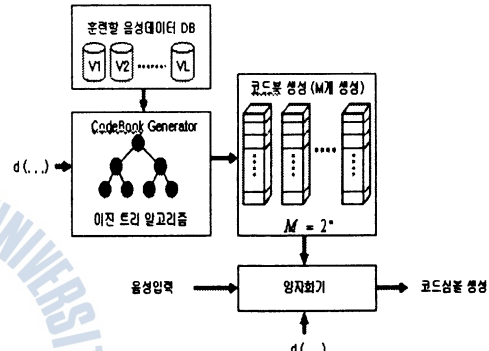 훈련할 음성데이터 DB
V1 V2 ........ VL
CodeBook Generator
d(...)
이진 트리 알고리즘
코드북 생성 (M개 생성)
M = 2ⁿ
음성입력
양자화기
코드심볼 생성
d(...)
UNIVERSI